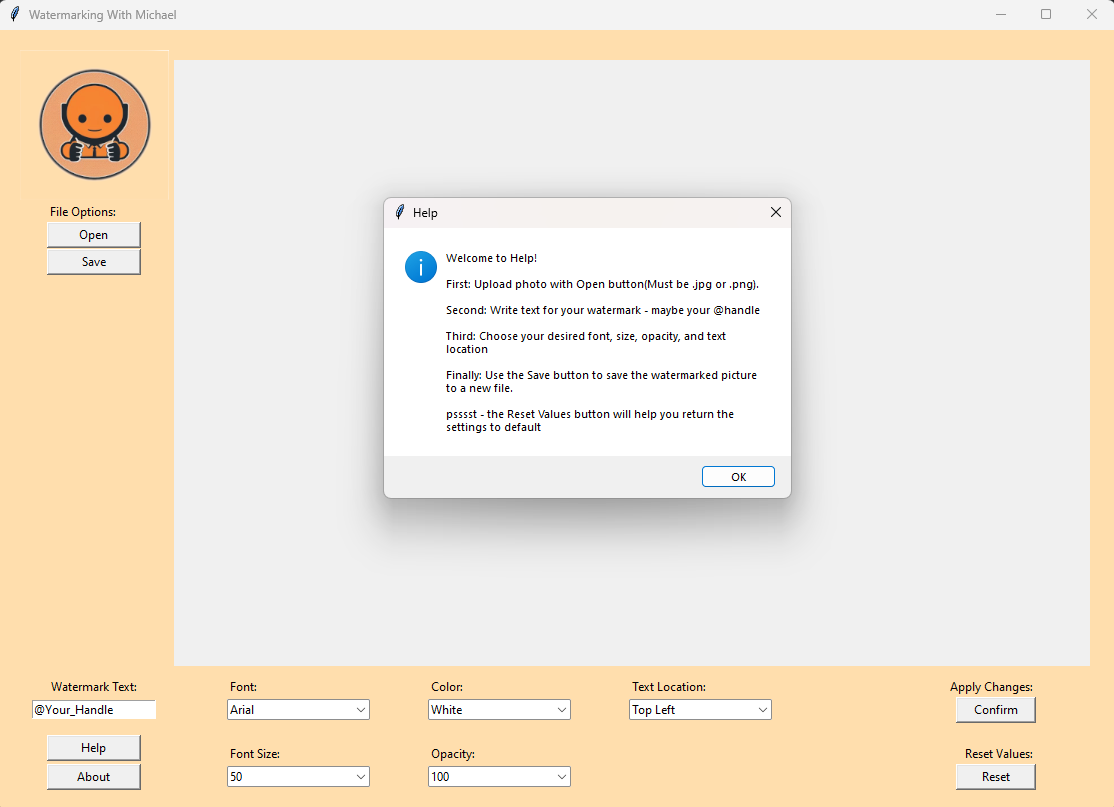 Watermarking With Michael
File Options:
Open
Save
Help
Welcome to Help!
First: Upload photo with Open button(Must be .jpg or .png).
Second: Write text for your watermark - maybe your @handle
Third: Choose your desired font, size, opacity, and text
location
Finally: Use the Save button to save the watermarked picture
to a new file.
psssst - the Reset Values button will help you return the
settings to default
OK
Watermark Text:
@Your_Handle
Help
About
Font:
Arial
Font Size:
50
Color:
White
Opacity:
100
Text Location:
Top Left
Apply Changes:
Confirm
Reset Values:
Reset